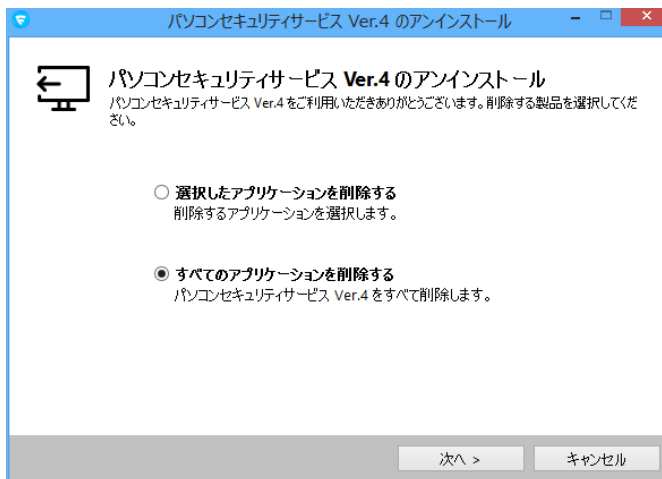 パソコンセキュリティサービス Ver.4 のアンインストール
パソコンセキュリティサービス Ver.4 のアンインストール
パソコンセキュリティサービス Ver.4 をご利用いただきありがとうございます。削除する製品を選択してくだ
さい。
選択したアプリケーションを削除する
削除するアプリケーションを選択します。
すべてのアプリケーションを削除する
パソコンセキュリティサービス Ver.4 をすべて削除します。
次へ >
キャンセル